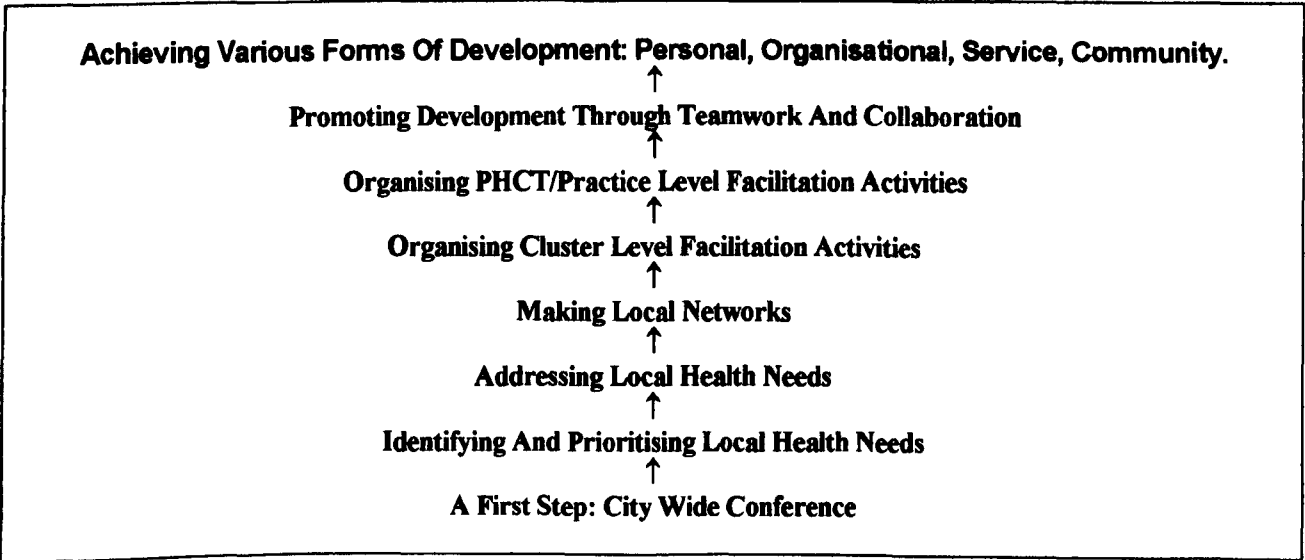 Achieving Various Forms Of Development: Personal, Organisational, Service, Community.
Promoting Development Through Teamwork And Collaboration
Organising PHCT/Practice Level Facilitation Activities
Organising Cluster Level Facilitation Activities
Making Local Networks
Addressing Local Health Needs
Identifying And Prioritising Local Health Needs
A First Step: City Wide Conference